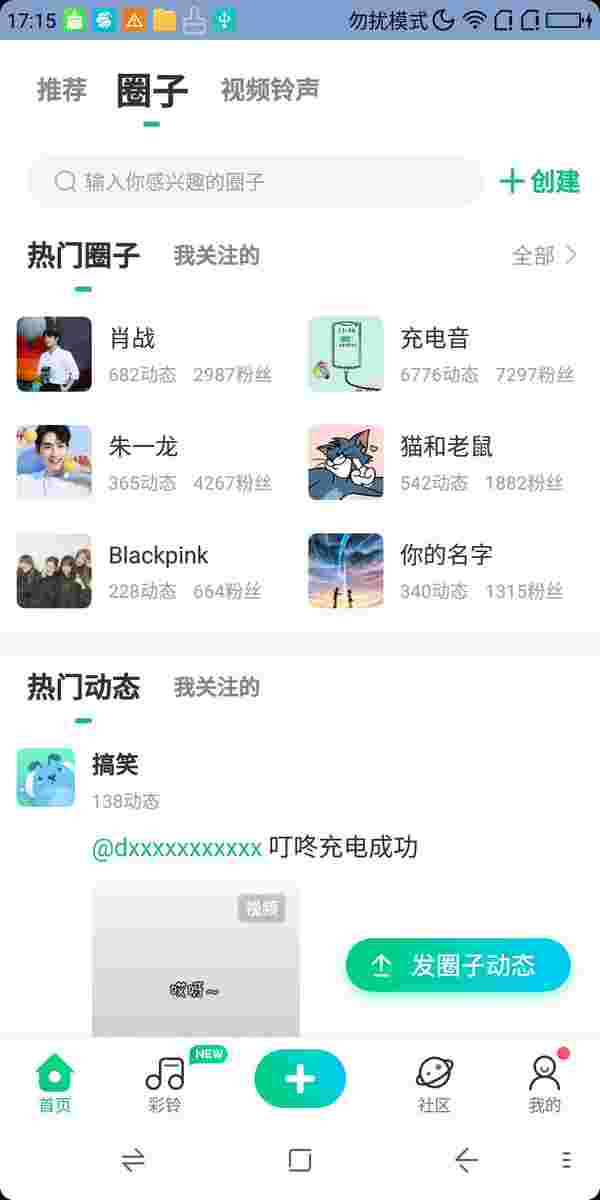 17:15 勿扰模式
推荐 圈子 视频铃声
输入你感兴趣的圈子 创建
热门圈子 我关注的 全部
肖战 充电音
682动态 2987粉丝 6776动态 7297粉丝
朱一龙 猫和老鼠
365动态 4267粉丝 542动态 1882粉丝
Blackpink 你的名字
228动态 664粉丝 340动态 1315粉丝
热门动态 我关注的
搞笑
138动态
@dxxxxxxxxxxx 叮咚充电成功
视频
发圈子动态
哎呀~
NEW
首页 彩铃 社区 我的